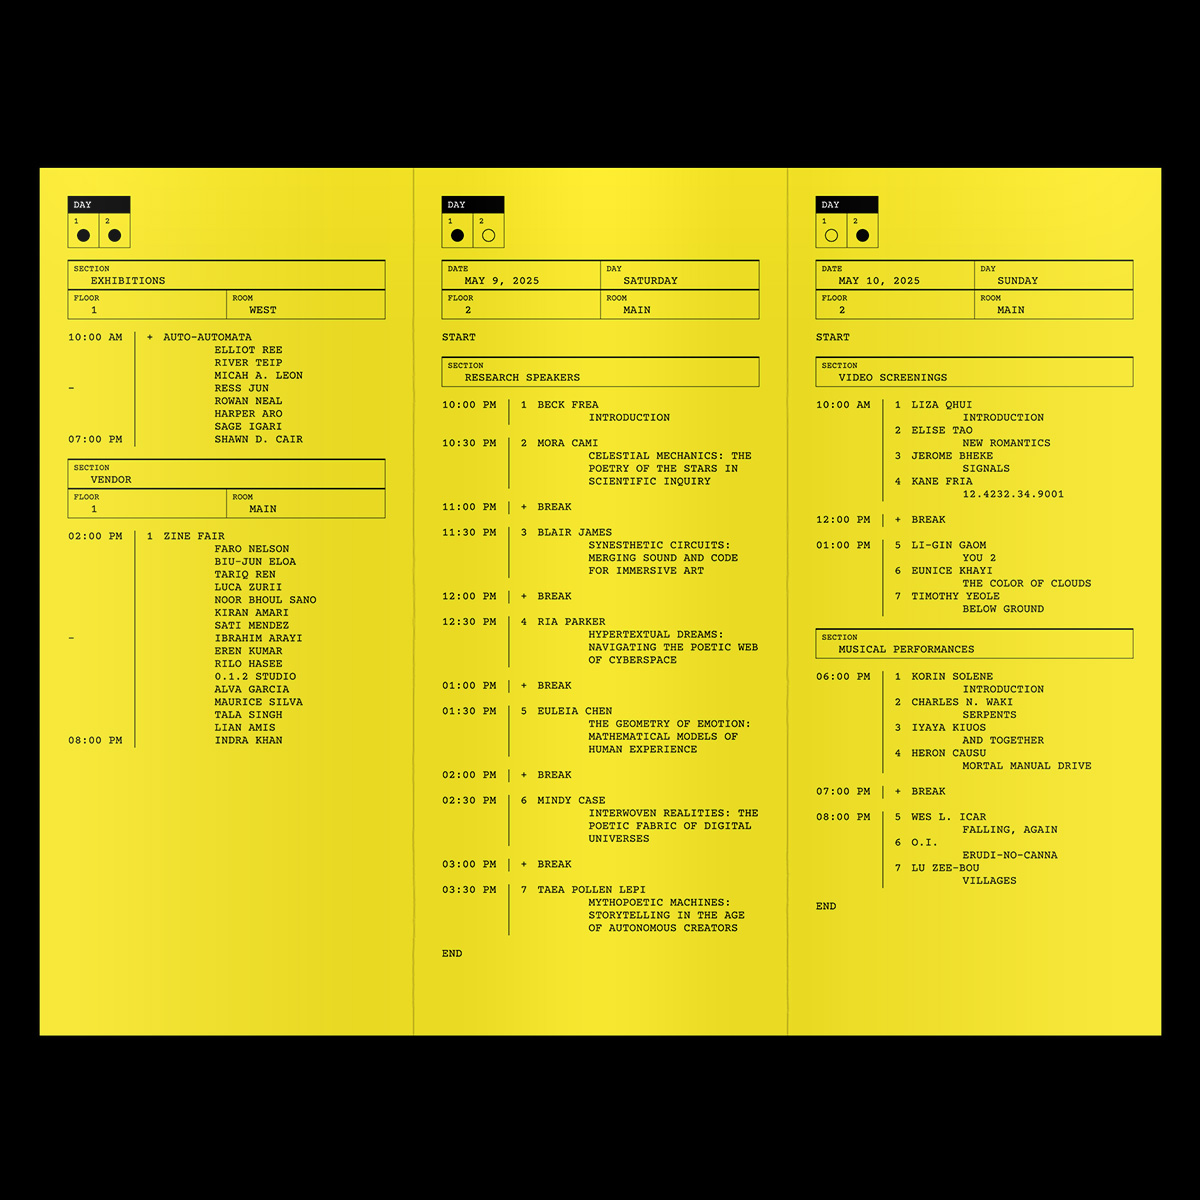 DAY
1 2
SECTION
EXHIBITIONS
FLOOR ROOM
1 WEST
10:00 AM + AUTO-AUTOMATA
ELLIOT REE
RIVER TEIP
MICAH A. LEON
– RESS JUN
ROWAN NEAL
HARPER ARO
SAGE IGARI
07:00 PM SHAWN D. CAIR
SECTION
VENDOR
FLOOR ROOM
1 MAIN
02:00 PM 1 ZINE FAIR
FARO NELSON
BIU-JUN ELOA
TARIQ REN
LUCA ZURII
NOOR BHOUL SANO
KIRAN AMARI
SATI MENDEZ
– IBRAHIM ARAYI
EREN KUMAR
RILO HASEE
0.1.2 STUDIO
ALVA GARCIA
MAURICE SILVA
TALA SINGH
LIAN AMIS
08:00 PM INDRA KHAN
DAY
1 2
DATE DAY
MAY 9, 2025 SATURDAY
FLOOR ROOM
2 MAIN
START
SECTION
RESEARCH SPEAKERS
10:00 PM 1 BECK FREA
INTRODUCTION
10:30 PM 2 MORA CAMI
CELESTIAL MECHANICS: THE
POETRY OF THE STARS IN
SCIENTIFIC INQUIRY
11:00 PM + BREAK
11:30 PM 3 BLAIR JAMES
SYNESTHETIC CIRCUITS:
MERGING SOUND AND CODE
FOR IMMERSIVE ART
12:00 PM + BREAK
12:30 PM 4 RIA PARKER
HYPERTEXTUAL DREAMS:
NAVIGATING THE POETIC WEB
OF CYBERSPACE
01:00 PM + BREAK
01:30 PM 5 EULEIA CHEN
THE GEOMETRY OF EMOTION:
MATHEMATICAL MODELS OF
HUMAN EXPERIENCE
02:00 PM + BREAK
02:30 PM 6 MINDY CASE
INTERWOVEN REALITIES: THE
POETIC FABRIC OF DIGITAL
UNIVERSES
03:00 PM + BREAK
03:30 PM 7 TAEA POLLEN LEPI
MYTHOPOETIC MACHINES:
STORYTELLING IN THE AGE
OF AUTONOMOUS CREATORS
END
DAY
1 2
DATE DAY
MAY 10, 2025 SUNDAY
FLOOR ROOM
2 MAIN
START
SECTION
VIDEO SCREENINGS
10:00 AM 1 LIZA QHUI
INTRODUCTION
2 ELISE TAO
NEW ROMANTICS
3 JEROME BHEKE
SIGNALS
4 KANE FRIA
12.4232.34.9001
12:00 PM + BREAK
01:00 PM 5 LI-GIN GAOM
YOU 2
6 EUNICE KHAYI
THE COLOR OF CLOUDS
7 TIMOTHY YEOLE
BELOW GROUND
SECTION
MUSICAL PERFORMANCES
06:00 PM 1 KORIN SOLENE
INTRODUCTION
2 CHARLES N. WAKI
SERPENTS
3 IYAYA KIUOS
AND TOGETHER
4 HERON CAUSU
MORTAL MANUAL DRIVE
07:00 PM + BREAK
08:00 PM 5 WES L. ICAR
FALLING, AGAIN
6 O.I.
ERUDI-NO-CANNA
7 LU ZEE-BOU
VILLAGES
END